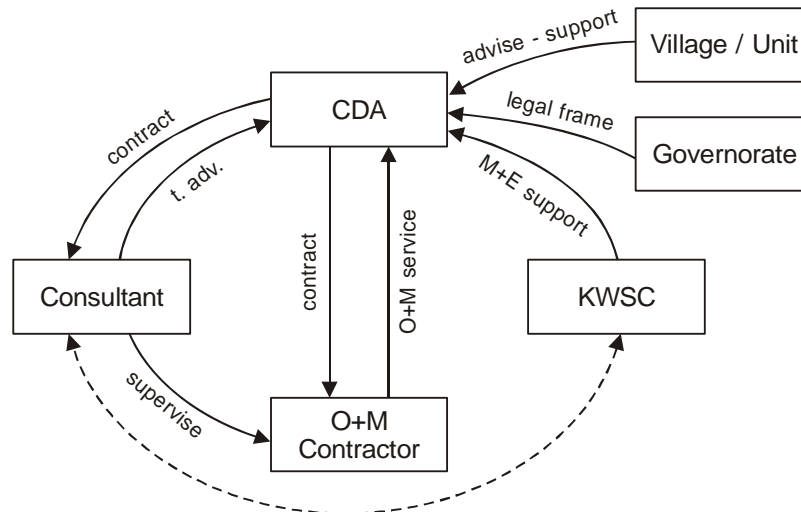 advise - support
Village / Unit
CDA
legal frame
Governorate
contract
t. adv.
M+E support
contract
O+M service
Consultant
KWSC
supervise
O+M
Contractor